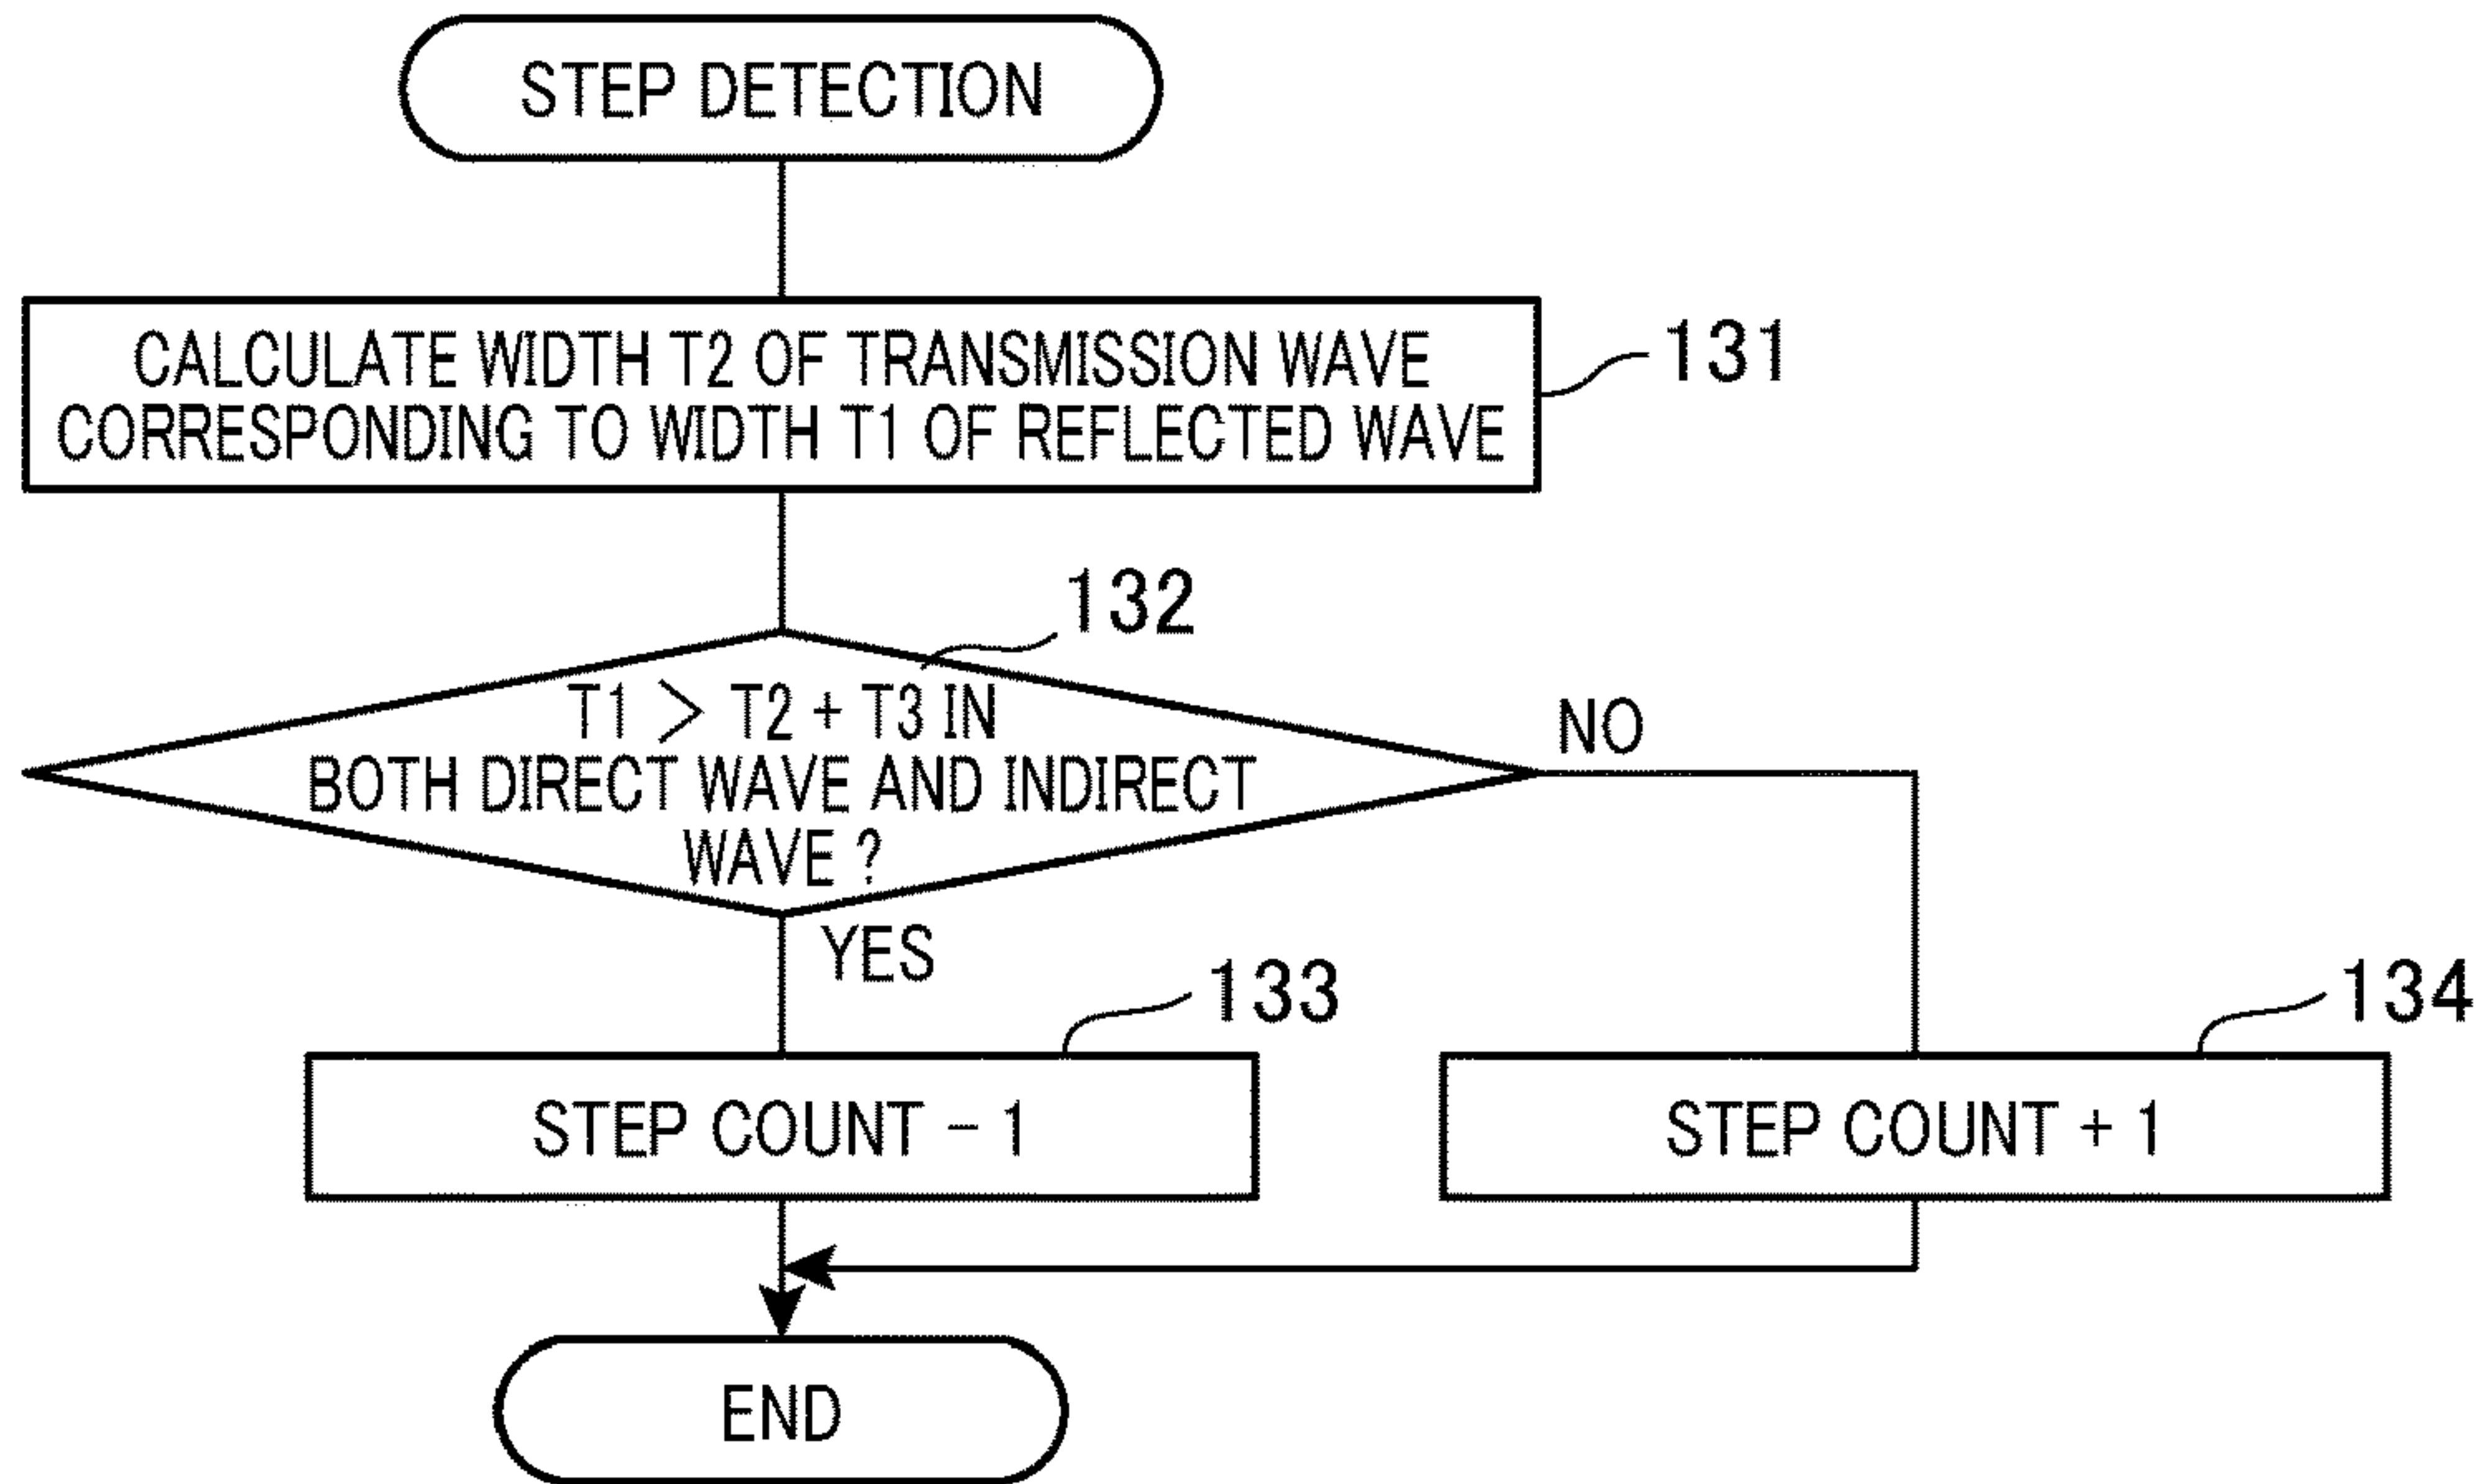 STEP DETECTION
CALCULATE WIDTH T2 OF TRANSMISSION WAVE
CORRESPONDING TO WIDTH T1 OF REFLECTED WAVE
131
132
T1 > T2 + T3 IN
BOTH DIRECT WAVE AND INDIRECT
WAVE ?
NO
YES
133
134
STEP COUNT - 1
STEP COUNT + 1
END